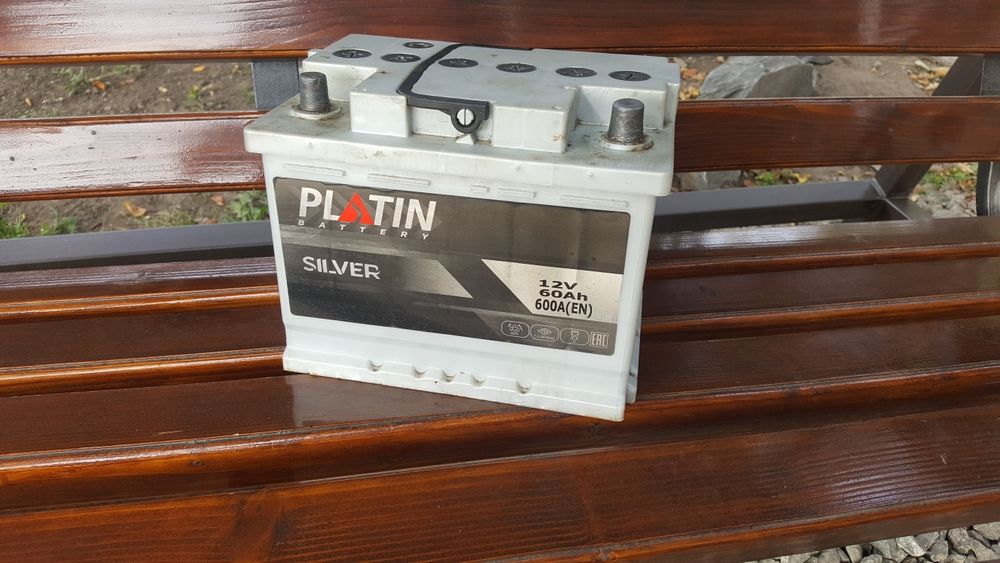 PLATIN
BATTERY
SILVER
12V
60Ah
600A(EN)
EAC